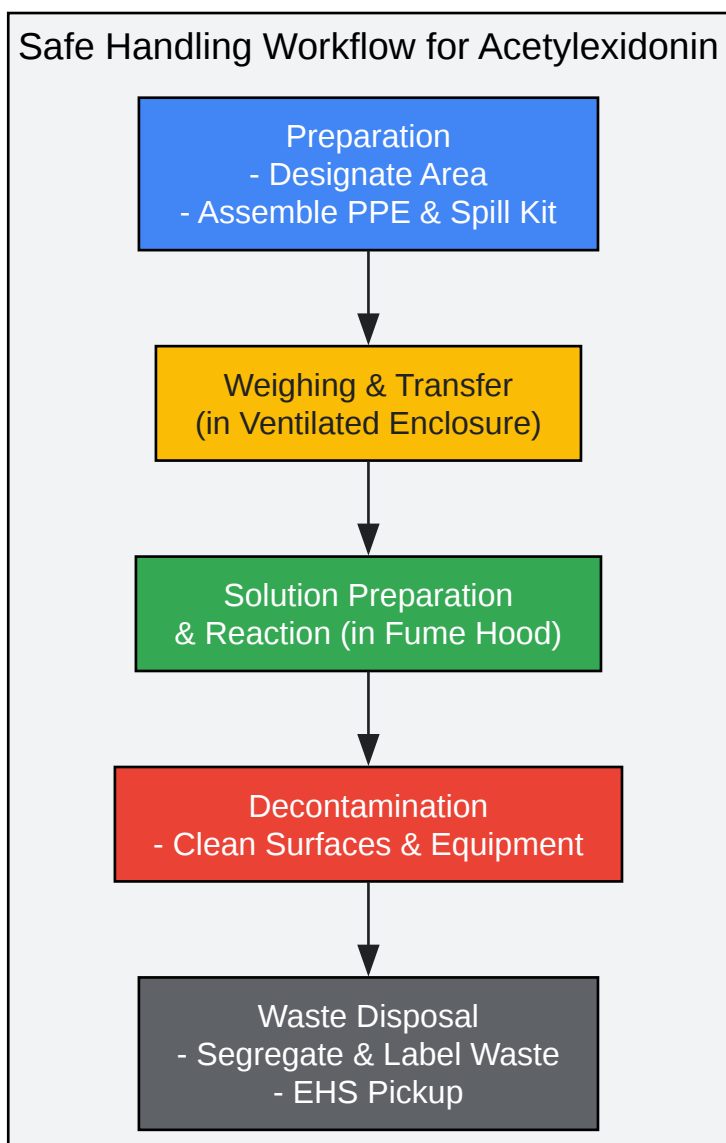 Safe Handling Workflow for Acetylexidonin
Preparation
- Designate Area
- Assemble PPE & Spill Kit
Weighing & Transfer
(in Ventilated Enclosure)
Solution Preparation
& Reaction (in Fume Hood)
Decontamination
- Clean Surfaces & Equipment
Waste Disposal
- Segregate & Label Waste
- EHS Pickup